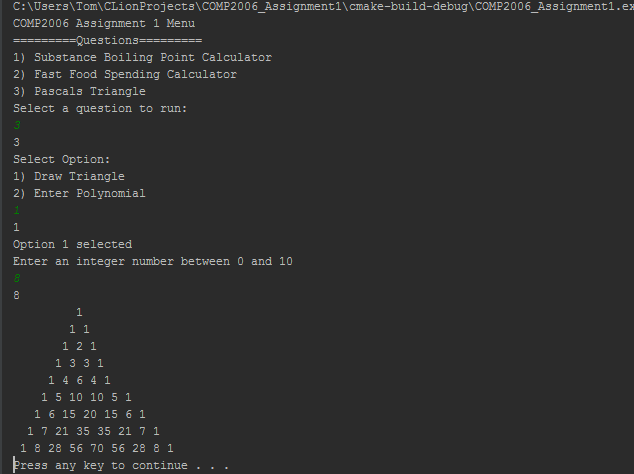 C:\Users\Tom\CLionProjects\COMP2006_Assignment1\cmake-build-debug\COMP2006_Assignment1.ex
COMP2006 Assignment 1 Menu
=========Questions=========
1) Substance Boiling Point Calculator
2) Fast Food Spending Calculator
3) Pascals Triangle
Select a question to run:
3
3
Select Option:
1) Draw Triangle
2) Enter Polynomial
1
1
Option 1 selected
Enter an integer number between 0 and 10
8
8
1
1 1
1 2 1
1 3 3 1
1 4 6 4 1
1 5 10 10 5 1
1 6 15 20 15 6 1
1 7 21 35 35 21 7 1
1 8 28 56 70 56 28 8 1
Press any key to continue . . .